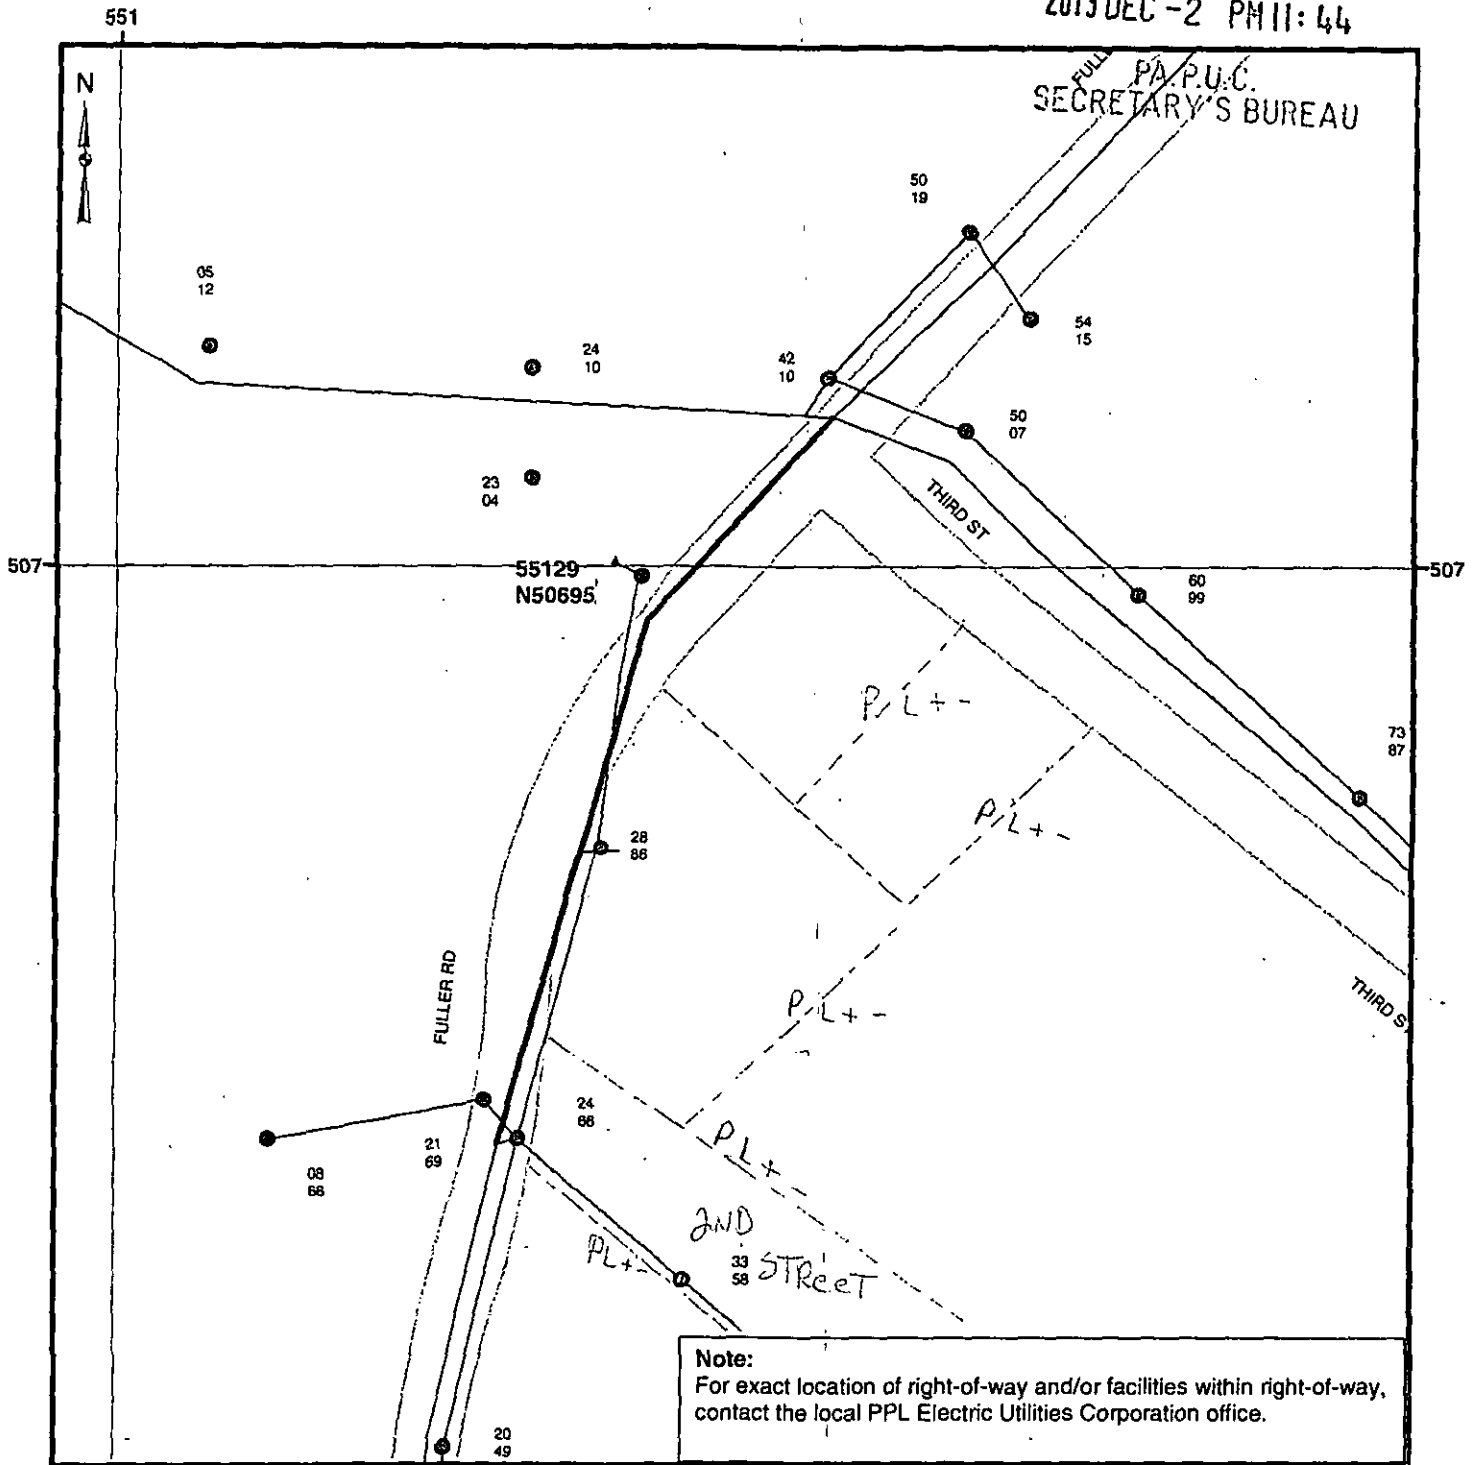 2013 DEC -2 PM 11: 44
551
N
PA.P.U.C.
SECRETARY'S BUREAU
50
19
05
12
24
10
42
10
54
15
50
07
23
04
THIRD ST
507
507
55129
N50695
60
99
P/L + -
73
87
P/L + -
28
86
FULLER RD
P/L + -
THIRD S
24
66
21
69
08
66
P.L + -
2ND
STReeT
PL + -
33
58
Note:
For exact location of right-of-way and/or facilities within right-of-way,
contact the local PPL Electric Utilities Corporation office.
20
49